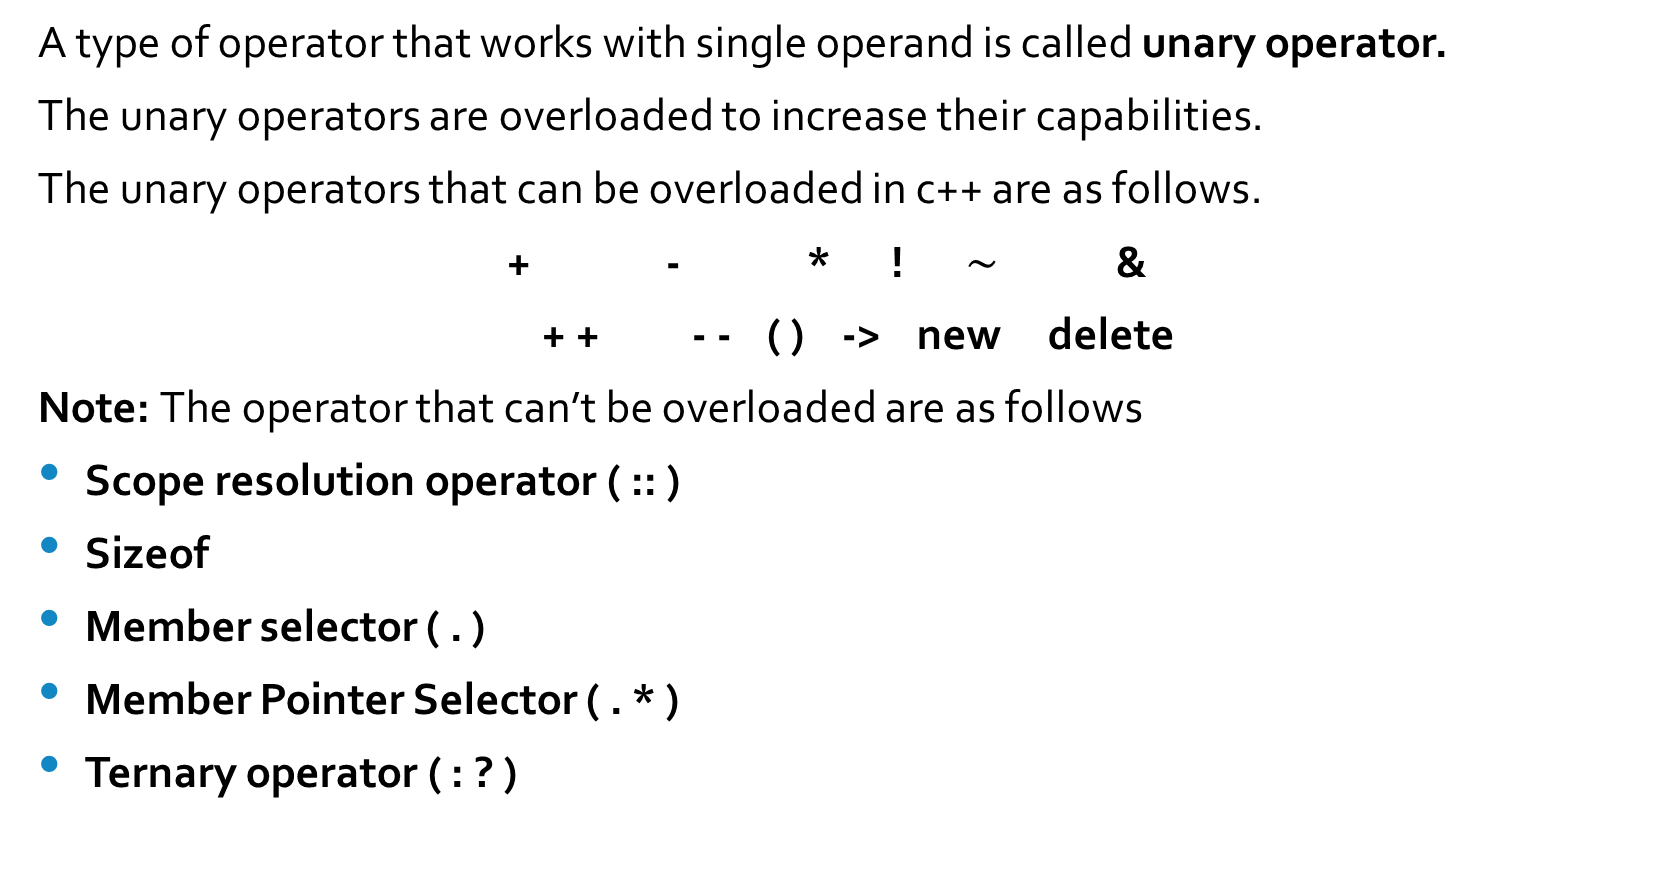 A type of operator that works with single operand is called unary operator.
The unary operators are overloaded to increase their capabilities.
The unary operators that can be overloaded in c++ are as follows.
+ - * ! ~ &
+ + - - ( ) -> new delete
Note: The operator that can’t be overloaded are as follows
• Scope resolution operator ( :: )
• Sizeof
• Member selector ( . )
• Member Pointer Selector ( . * )
• Ternary operator ( : ? )